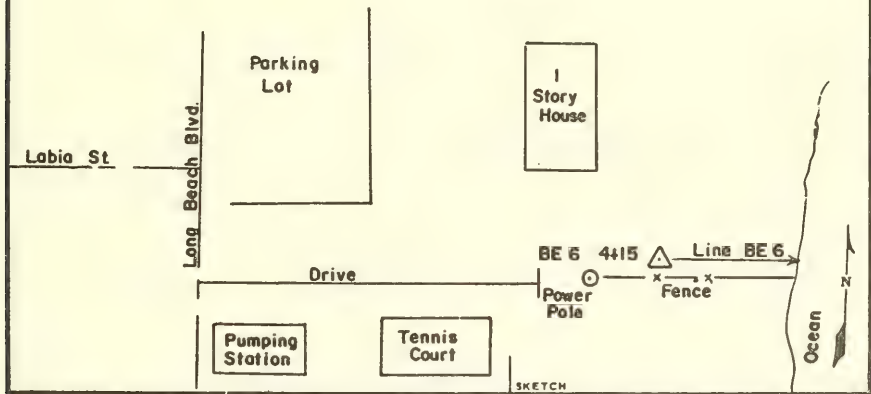 Parking
Lot
1
Story
House
Long Beach Blvd.
Labia St.
BE 6 4+15 Line BE 6
Drive
Power
Pole
Fence
N
Ocean
Pumping
Station
Tennis
Court
SKETCH